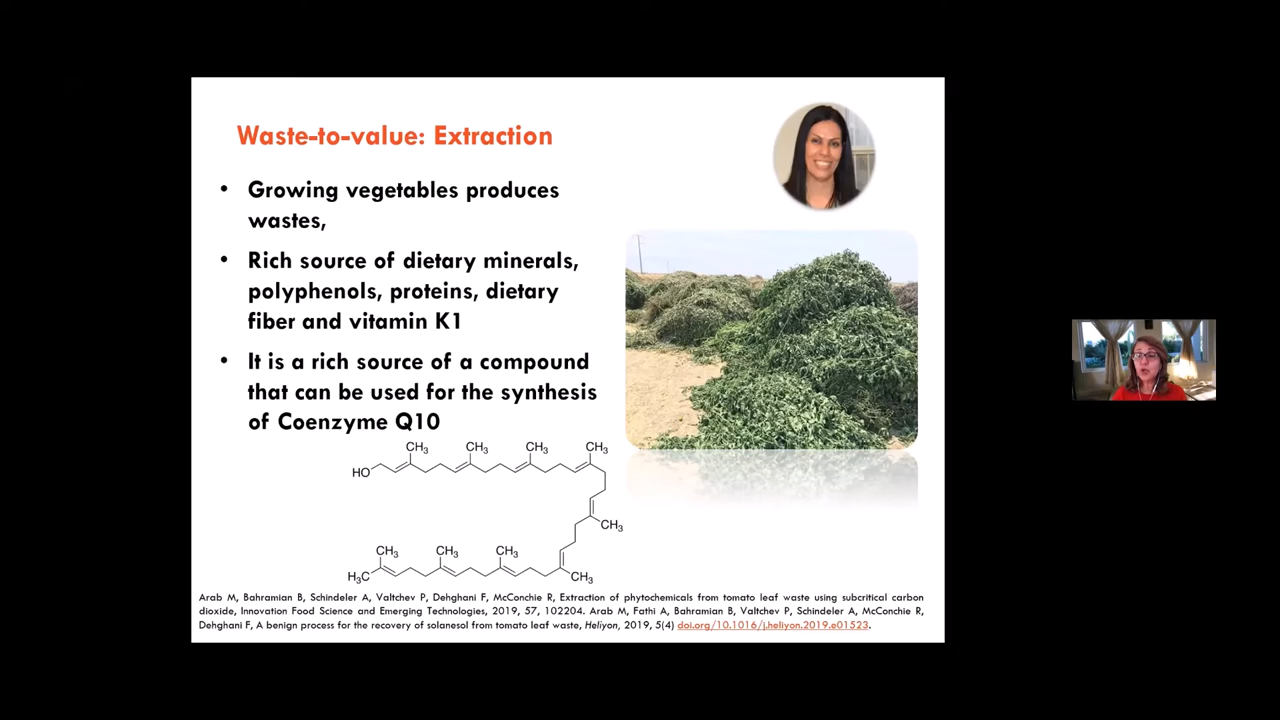 Waste-to-value: Extraction
• Growing vegetables produces
wastes,
• Rich source of dietary minerals,
polyphenols, proteins, dietary
fiber and vitamin K1
• It is a rich source of a compound
that can be used for the synthesis
of Coenzyme Q10
CH3 CH3 CH3 CH3
HO
CH3
CH3 CH3 CH3
H3C CH3
Arab M, Bahramian B, Schindeler A, Valtchev P, Dehghani F, McConchie R, Extraction of phytochemicals from tomato leaf waste using subcritical carbon
dioxide, Innovation Food Science and Emerging Technologies, 2019, 57, 102204. Arab M, Fathi A, Bahramian B, Valtchev P, Schindeler A, McConchie R,
Dehghani F, A benign process for the recovery of solanesol from tomato leaf waste, Heliyon, 2019, 5(4) doi.org/10.1016/j.heliyon.2019.e01523.